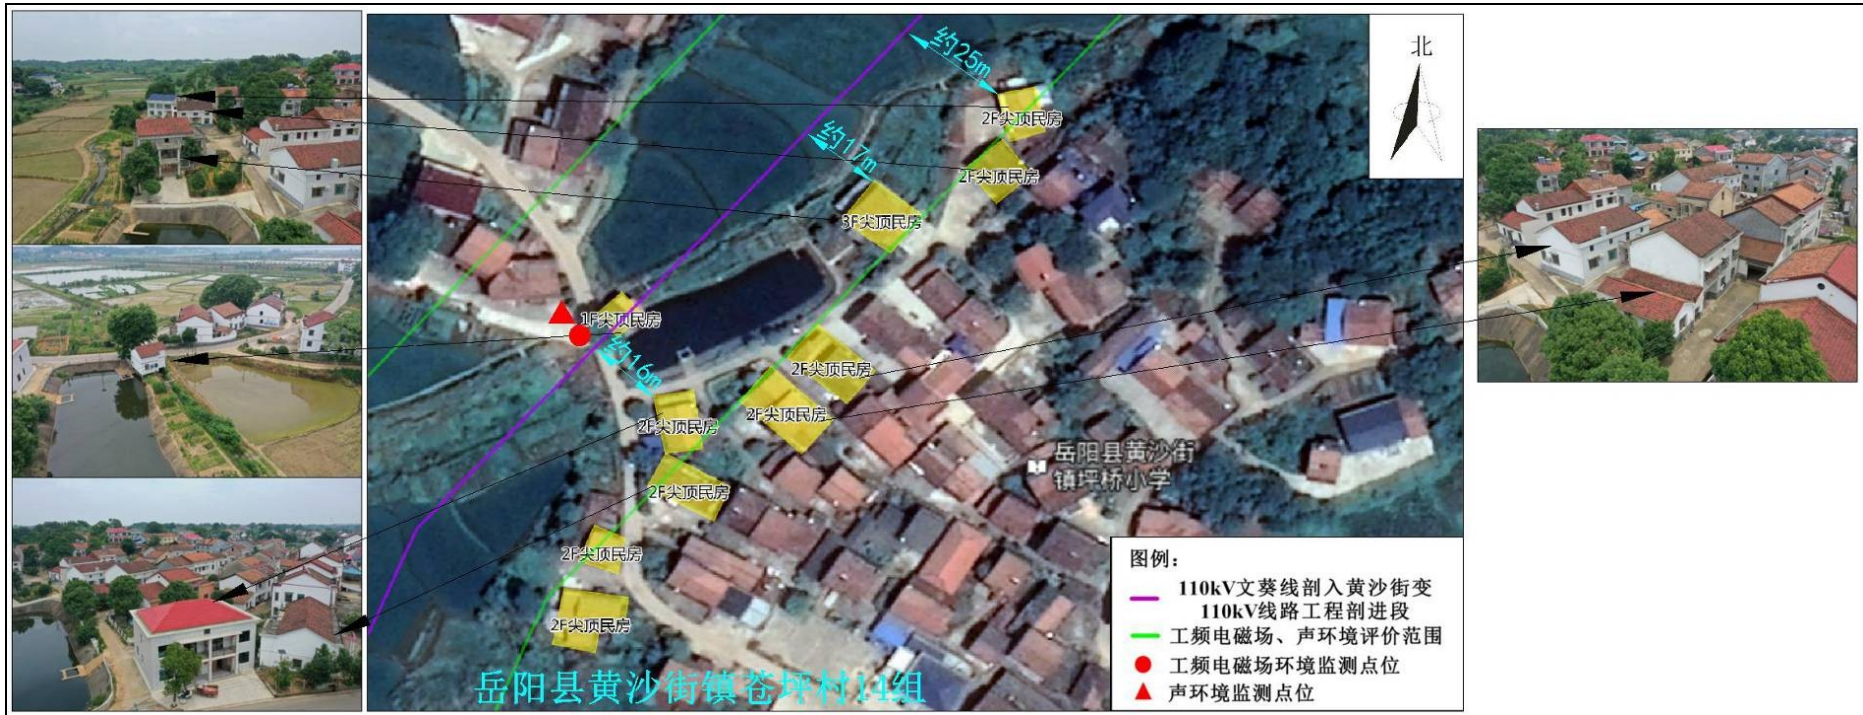 北
约25m
2F尖顶民房
约17m
2F尖顶民房
3F尖顶民房
1F尖顶民房
约16m
2F尖顶民房
2F尖顶民房
2F尖顶民房
岳阳县黄沙街
镇坪桥小学
2F尖顶民房
2F尖顶民房
2F尖顶民房
岳阳县黄沙街镇苍坪村14组
图例：
110kV文葵线剖入黄沙街变
110kV线路工程剖进段
工频电磁场、声环境评价范围
工频电磁场环境监测点位
声环境监测点位